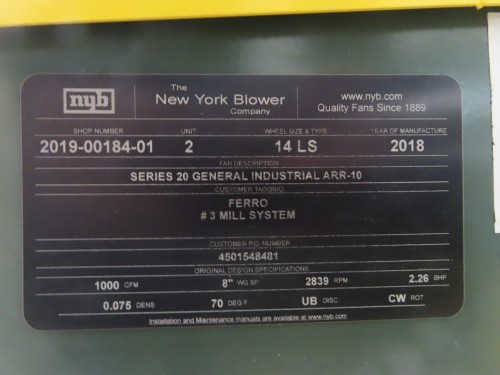 nyb
The
New York Blower
Company
www.nyb.com
Quality Fans Since 1889
SHOP NUMBER UNIT WHEEL SIZE & TYPE YEAR OF MANUFACTURE
2019-00184-01 2 14 LS 2018
FAN DESCRIPTION
SERIES 20 GENERAL INDUSTRIAL ARR-10
CUSTOMER TAGGING
FERRO
# 3 MILL SYSTEM
CUSTOMER P.O. NUMBER
4501548481
ORIGINAL DESIGN SPECIFICATIONS
1000 CFM 8" WG SP 2839 RPM 2.26 BHP
0.075 DENS 70 DEG F UB DISC CW ROT
Installation and Maintenance manuals are available at www.nyb.com